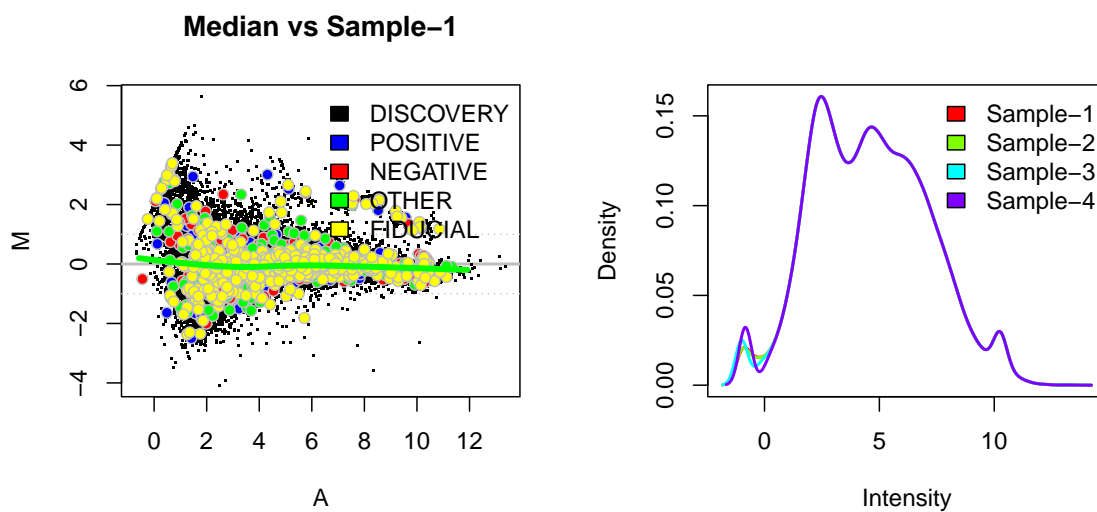 Median vs Sample−1
M
6
4
2
0
−2
−4
DISCOVERY
POSITIVE
NEGATIVE
OTHER
FIDUCIAL
0 2 4 6 8 10 12
A
Density
0.15
0.10
0.05
0.00
Sample−1
Sample−2
Sample−3
Sample−4
0 5 10
Intensity